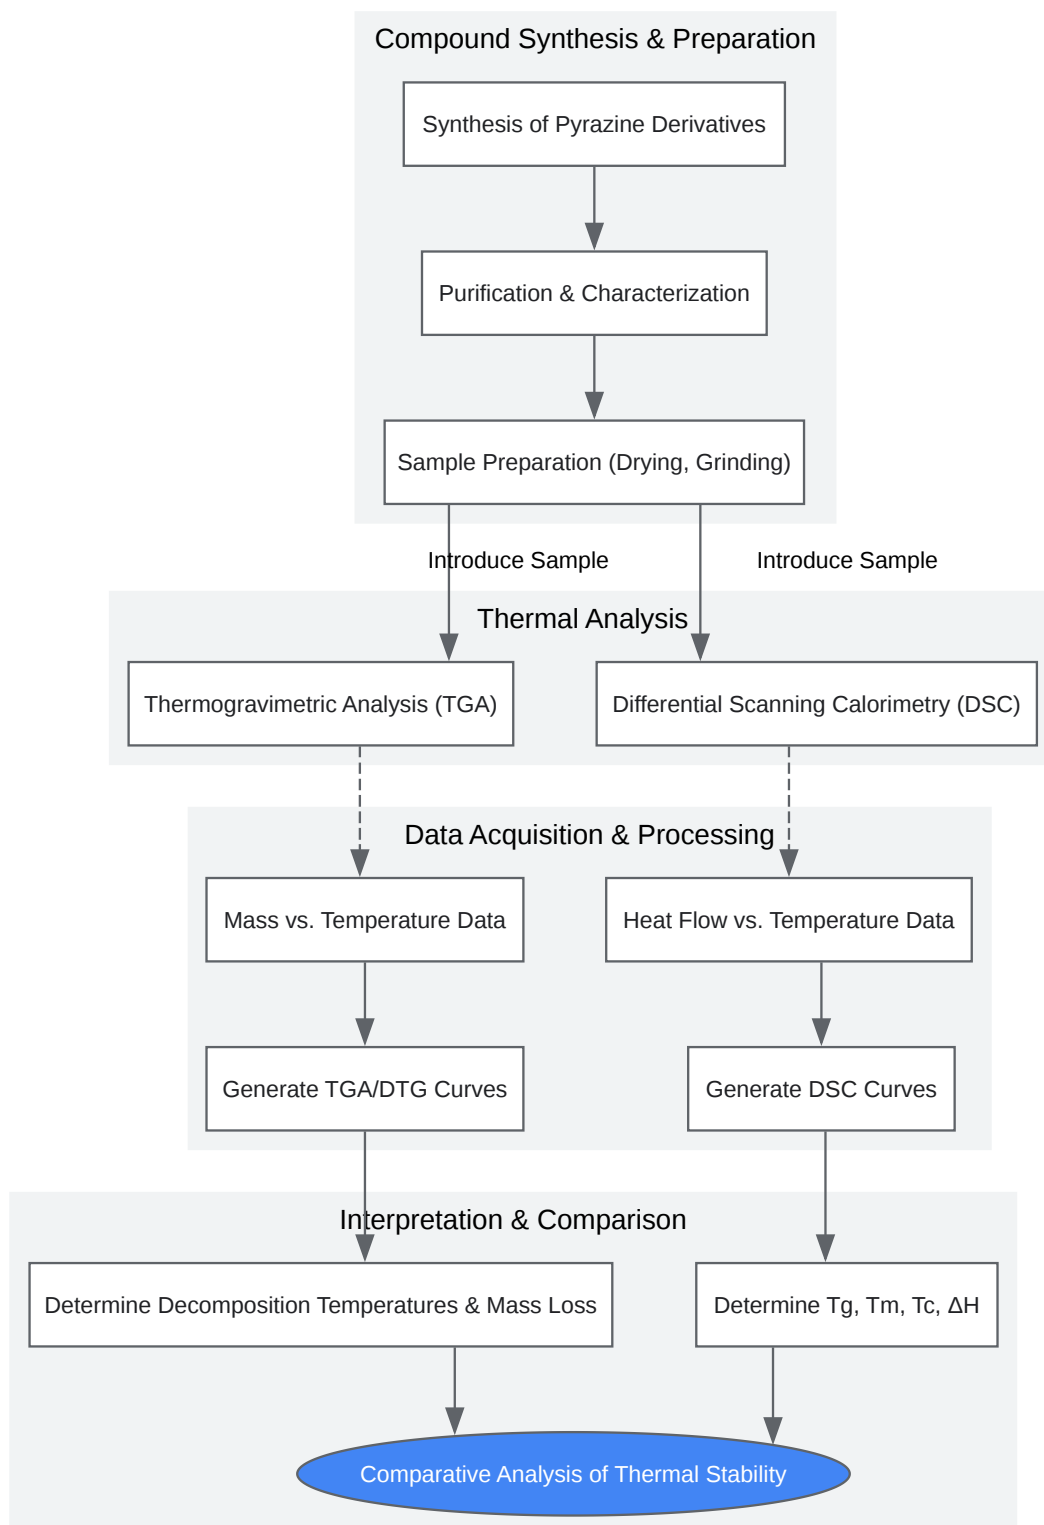 Compound Synthesis & Preparation
Synthesis of Pyrazine Derivatives
Purification & Characterization
Sample Preparation (Drying, Grinding)
Introduce Sample
Introduce Sample
Thermal Analysis
Thermogravimetric Analysis (TGA)
Differential Scanning Calorimetry (DSC)
Data Acquisition & Processing
Mass vs. Temperature Data
Heat Flow vs. Temperature Data
Generate TGA/DTG Curves
Generate DSC Curves
Interpretation & Comparison
Determine Decomposition Temperatures & Mass Loss
Determine Tg, Tm, Tc, ΔH
Comparative Analysis of Thermal Stability